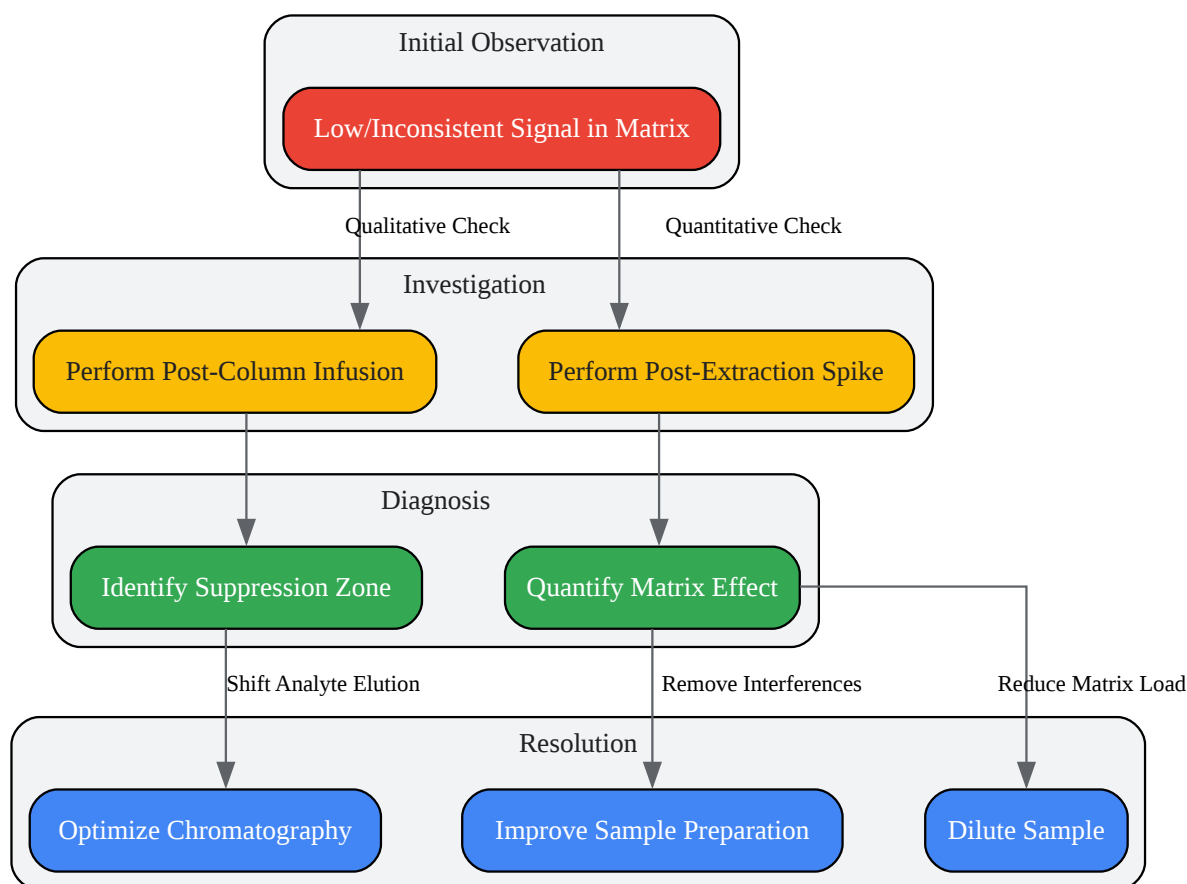 Initial Observation
Low/Inconsistent Signal in Matrix
Qualitative Check
Quantitative Check
Investigation
Perform Post-Column Infusion
Perform Post-Extraction Spike
Diagnosis
Identify Suppression Zone
Quantify Matrix Effect
Shift Analyte Elution
Remove Interferences
Reduce Matrix Load
Resolution
Optimize Chromatography
Improve Sample Preparation
Dilute Sample